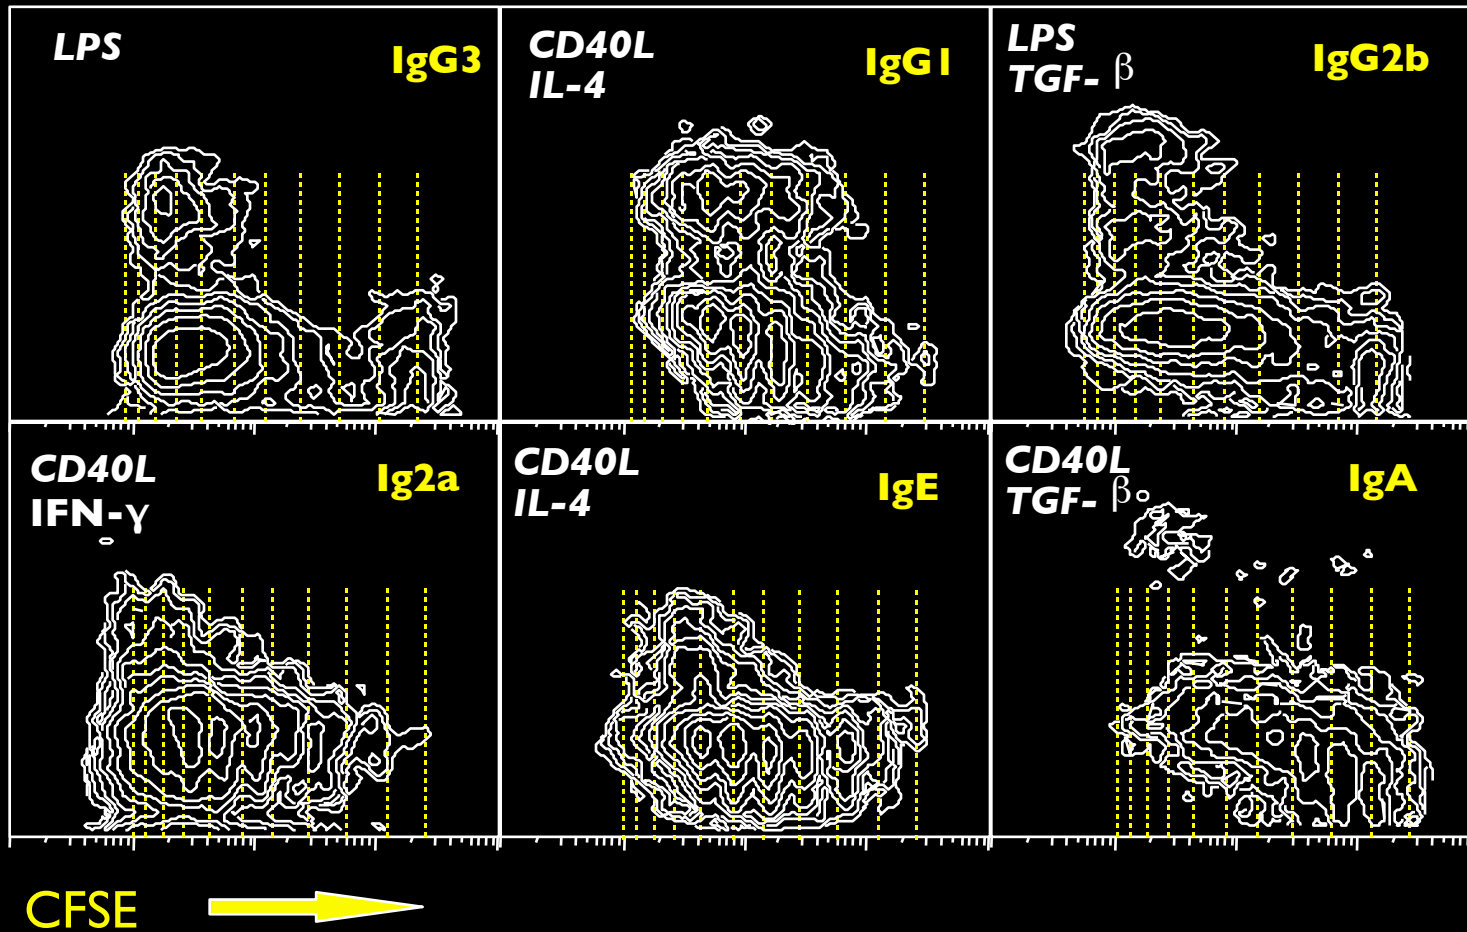 LPS
IgG3
CD40L
IL-4
IgG1
LPS
TGF- β
IgG2b
CD40L
IFN-γ
Ig2a
CD40L
IL-4
IgE
CD40L
TGF- β
IgA
CFSE